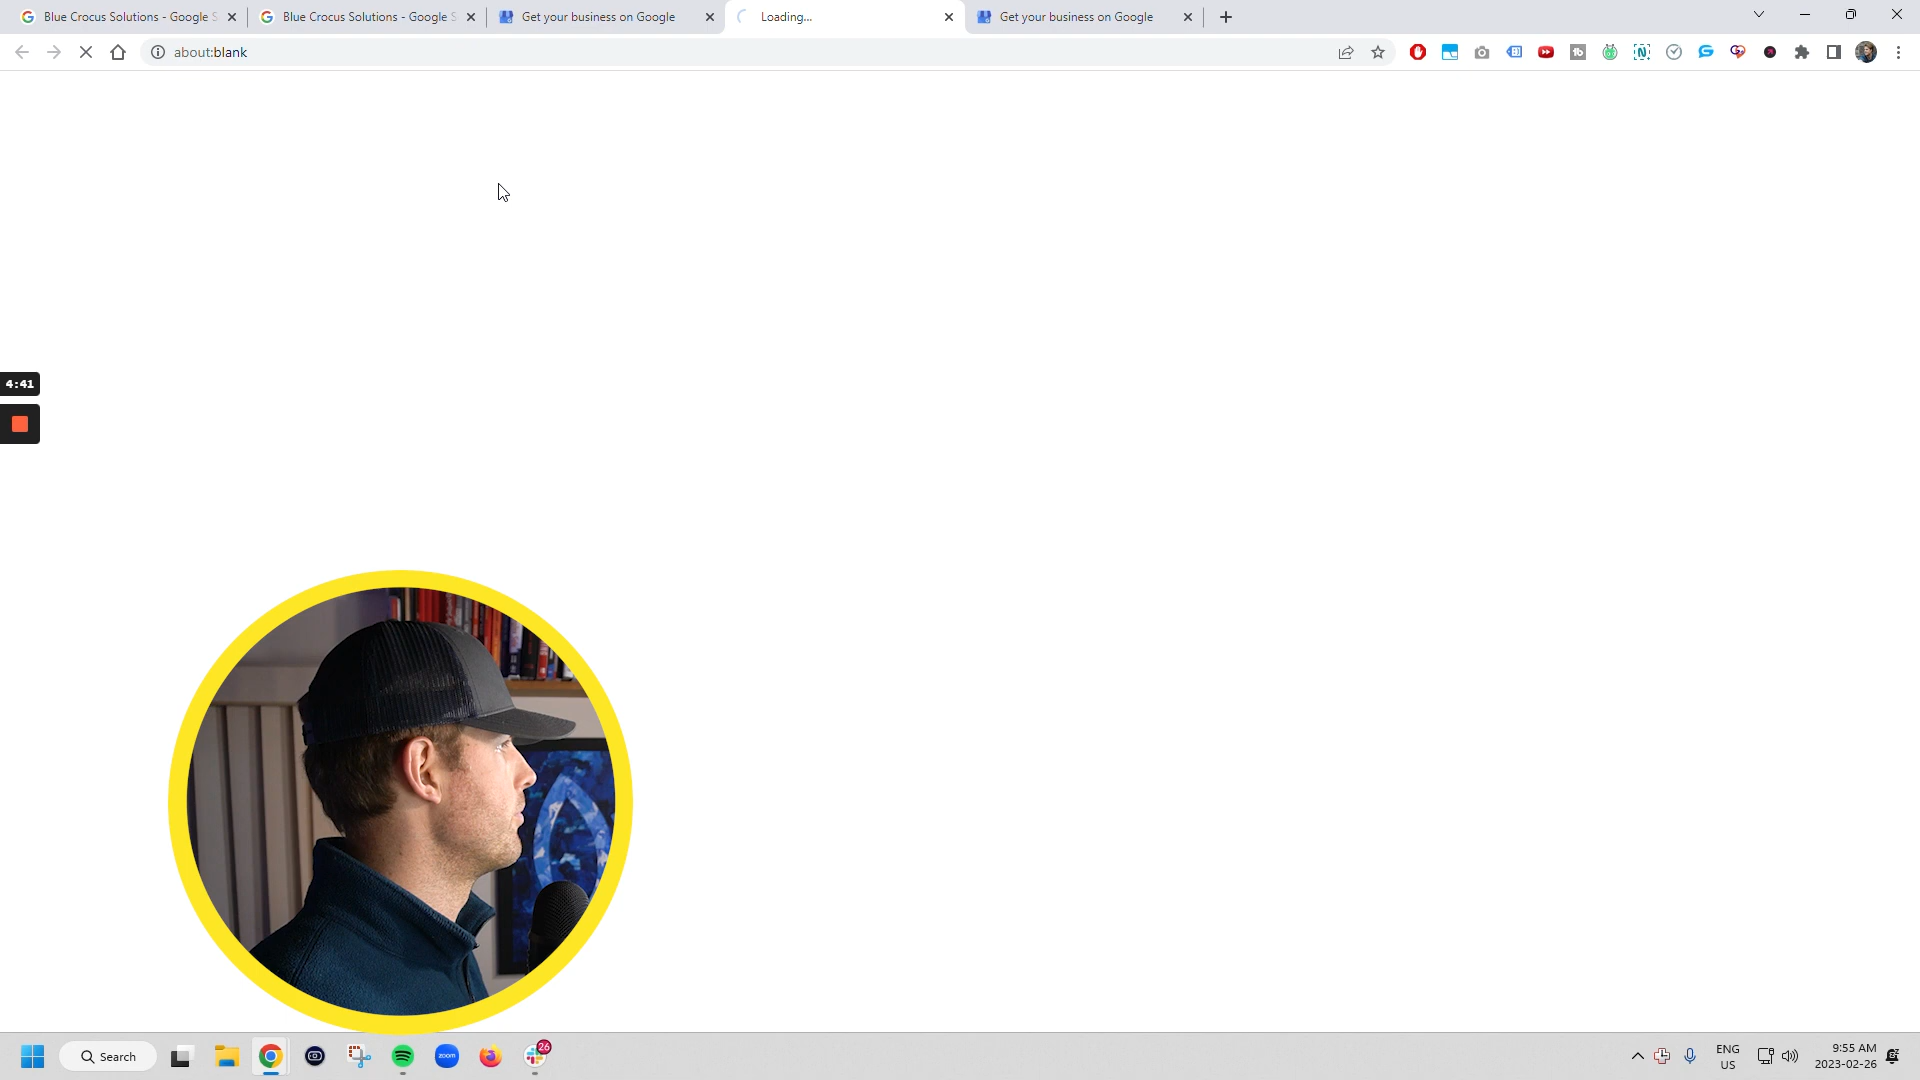 Blue Crocus Solutions - Google S
Blue Crocus Solutions - Google S
Get your business on Google
Loading...
Get your business on Google
about:blank
4:41
Search
zoom
26
ENG
US
9:55 AM
2023-02-26